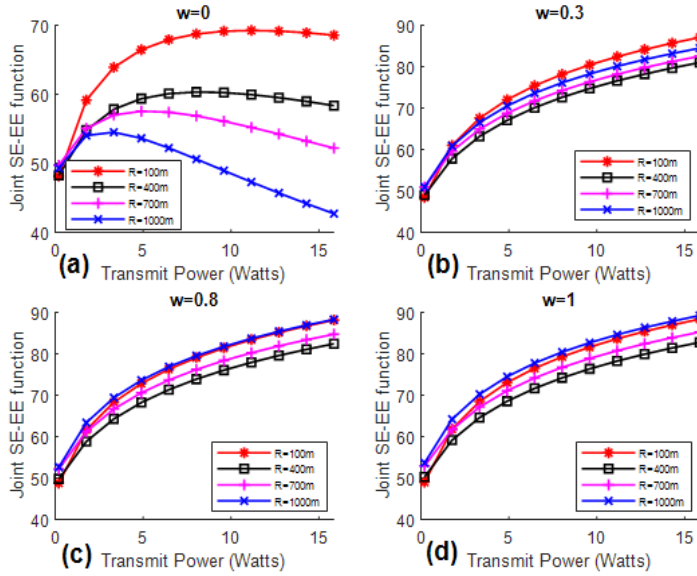 w=0
Joint SE-EE function
70
60
50
40
R=100m
R=400m
R=700m
R=1000m
0 5 10 15
(a) Transmit Power (Watts)
w=0.3
Joint SE-EE function
90
80
70
60
50
40
R=100m
R=400m
R=700m
R=1000m
0 5 10 15
(b) Transmit Power (Watts)
w=0.8
Joint SE-EE function
90
80
70
60
50
40
R=100m
R=400m
R=700m
R=1000m
0 5 10 15
(c) Transmit Power (Watts)
w=1
Joint SE-EE function
90
80
70
60
50
40
R=100m
R=400m
R=700m
R=1000m
0 5 10 15
(d) Transmit Power (Watts)